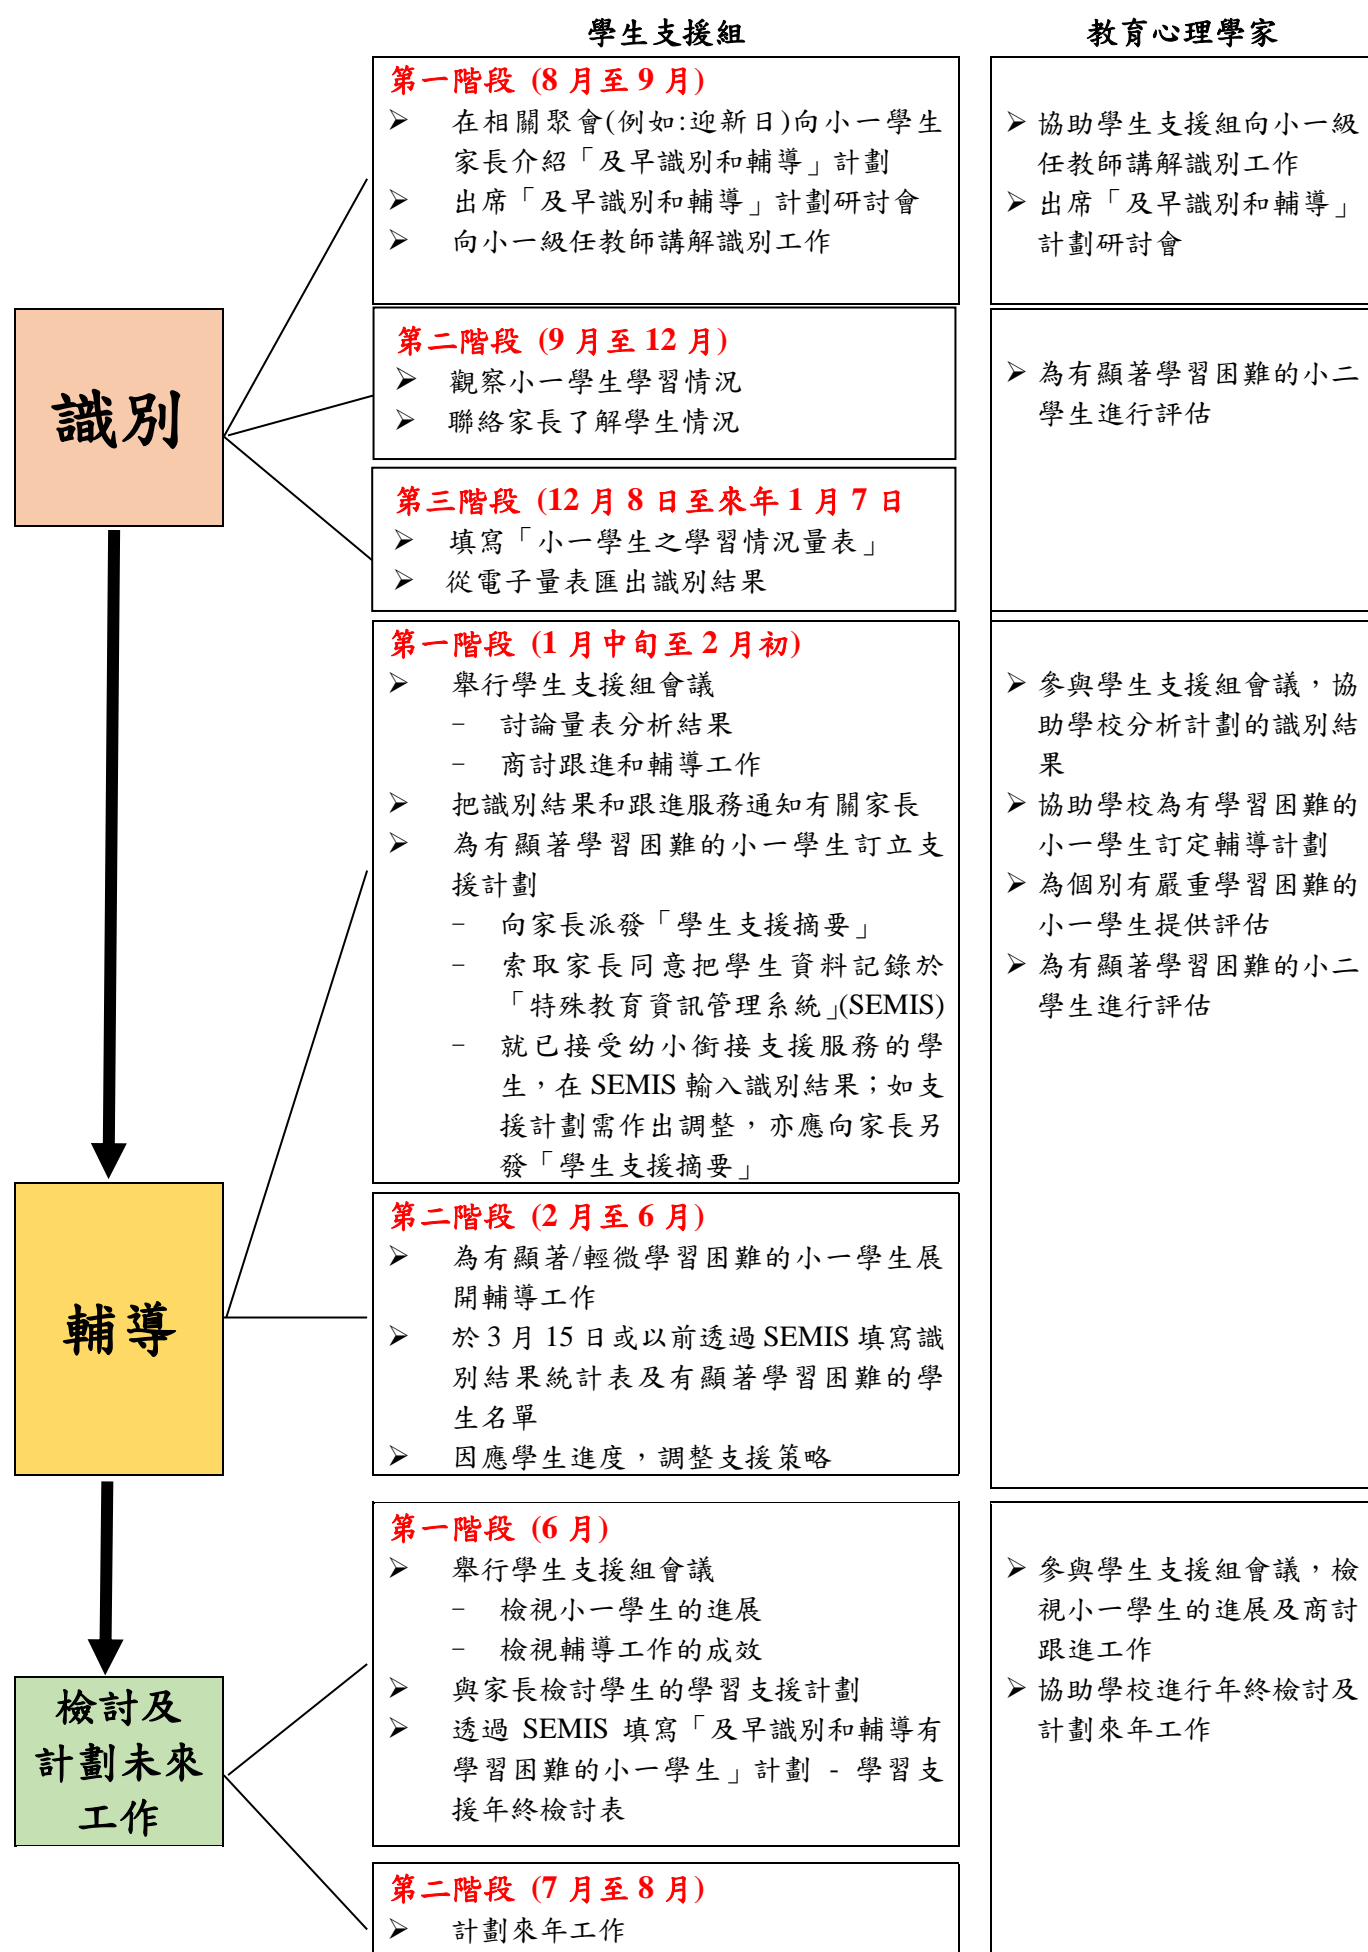 學生支援組
教育心理學家
識別
第一階段 (8 月至 9 月)
➢ 在相關聚會(例如:迎新日)向小一學生
家長介紹「及早識別和輔導」計劃
➢ 出席「及早識別和輔導」計劃研討會
➢ 向小一級任教師講解識別工作
➢ 協助學生支援組向小一級
任教師講解識別工作
➢ 出席「及早識別和輔導」
計劃研討會
第二階段 (9 月至 12 月)
➢ 觀察小一學生學習情況
➢ 聯絡家長了解學生情況
➢ 為有顯著學習困難的小二
學生進行評估
第三階段 (12 月 8 日至來年 1 月 7 日
➢ 填寫「小一學生之學習情況量表」
➢ 從電子量表匯出識別結果
輔導
第一階段 (1 月中旬至 2 月初)
➢ 舉行學生支援組會議
- 討論量表分析結果
- 商討跟進和輔導工作
➢ 把識別結果和跟進服務通知有關家長
➢ 為有顯著學習困難的小一學生訂立支
援計劃
- 向家長派發「學生支援摘要」
- 索取家長同意把學生資料記錄於
「特殊教育資訊管理系統」(SEMIS)
- 就已接受幼小銜接支援服務的學
生，在 SEMIS 輸入識別結果；如支
援計劃需作出調整，亦應向家長另
發「學生支援摘要」
➢ 參與學生支援組會議，協
助學校分析計劃的識別結
果
➢ 協助學校為有學習困難的
小一學生訂定輔導計劃
➢ 為個別有嚴重學習困難的
小一學生提供評估
➢ 為有顯著學習困難的小二
學生進行評估
第二階段 (2 月至 6 月)
➢ 為有顯著/輕微學習困難的小一學生展
開輔導工作
➢ 於 3 月 15 日或以前透過 SEMIS 填寫識
別結果統計表及有顯著學習困難的學
生名單
➢ 因應學生進度，調整支援策略
檢討及
計劃未來
工作
第一階段 (6 月)
➢ 舉行學生支援組會議
- 檢視小一學生的進展
- 檢視輔導工作的成效
➢ 與家長檢討學生的學習支援計劃
➢ 透過 SEMIS 填寫「及早識別和輔導有
學習困難的小一學生」計劃 - 學習支
援年終檢討表
➢ 參與學生支援組會議，檢
視小一學生的進展及商討
跟進工作
➢ 協助學校進行年終檢討及
計劃來年工作
第二階段 (7 月至 8 月)
➢ 計劃來年工作